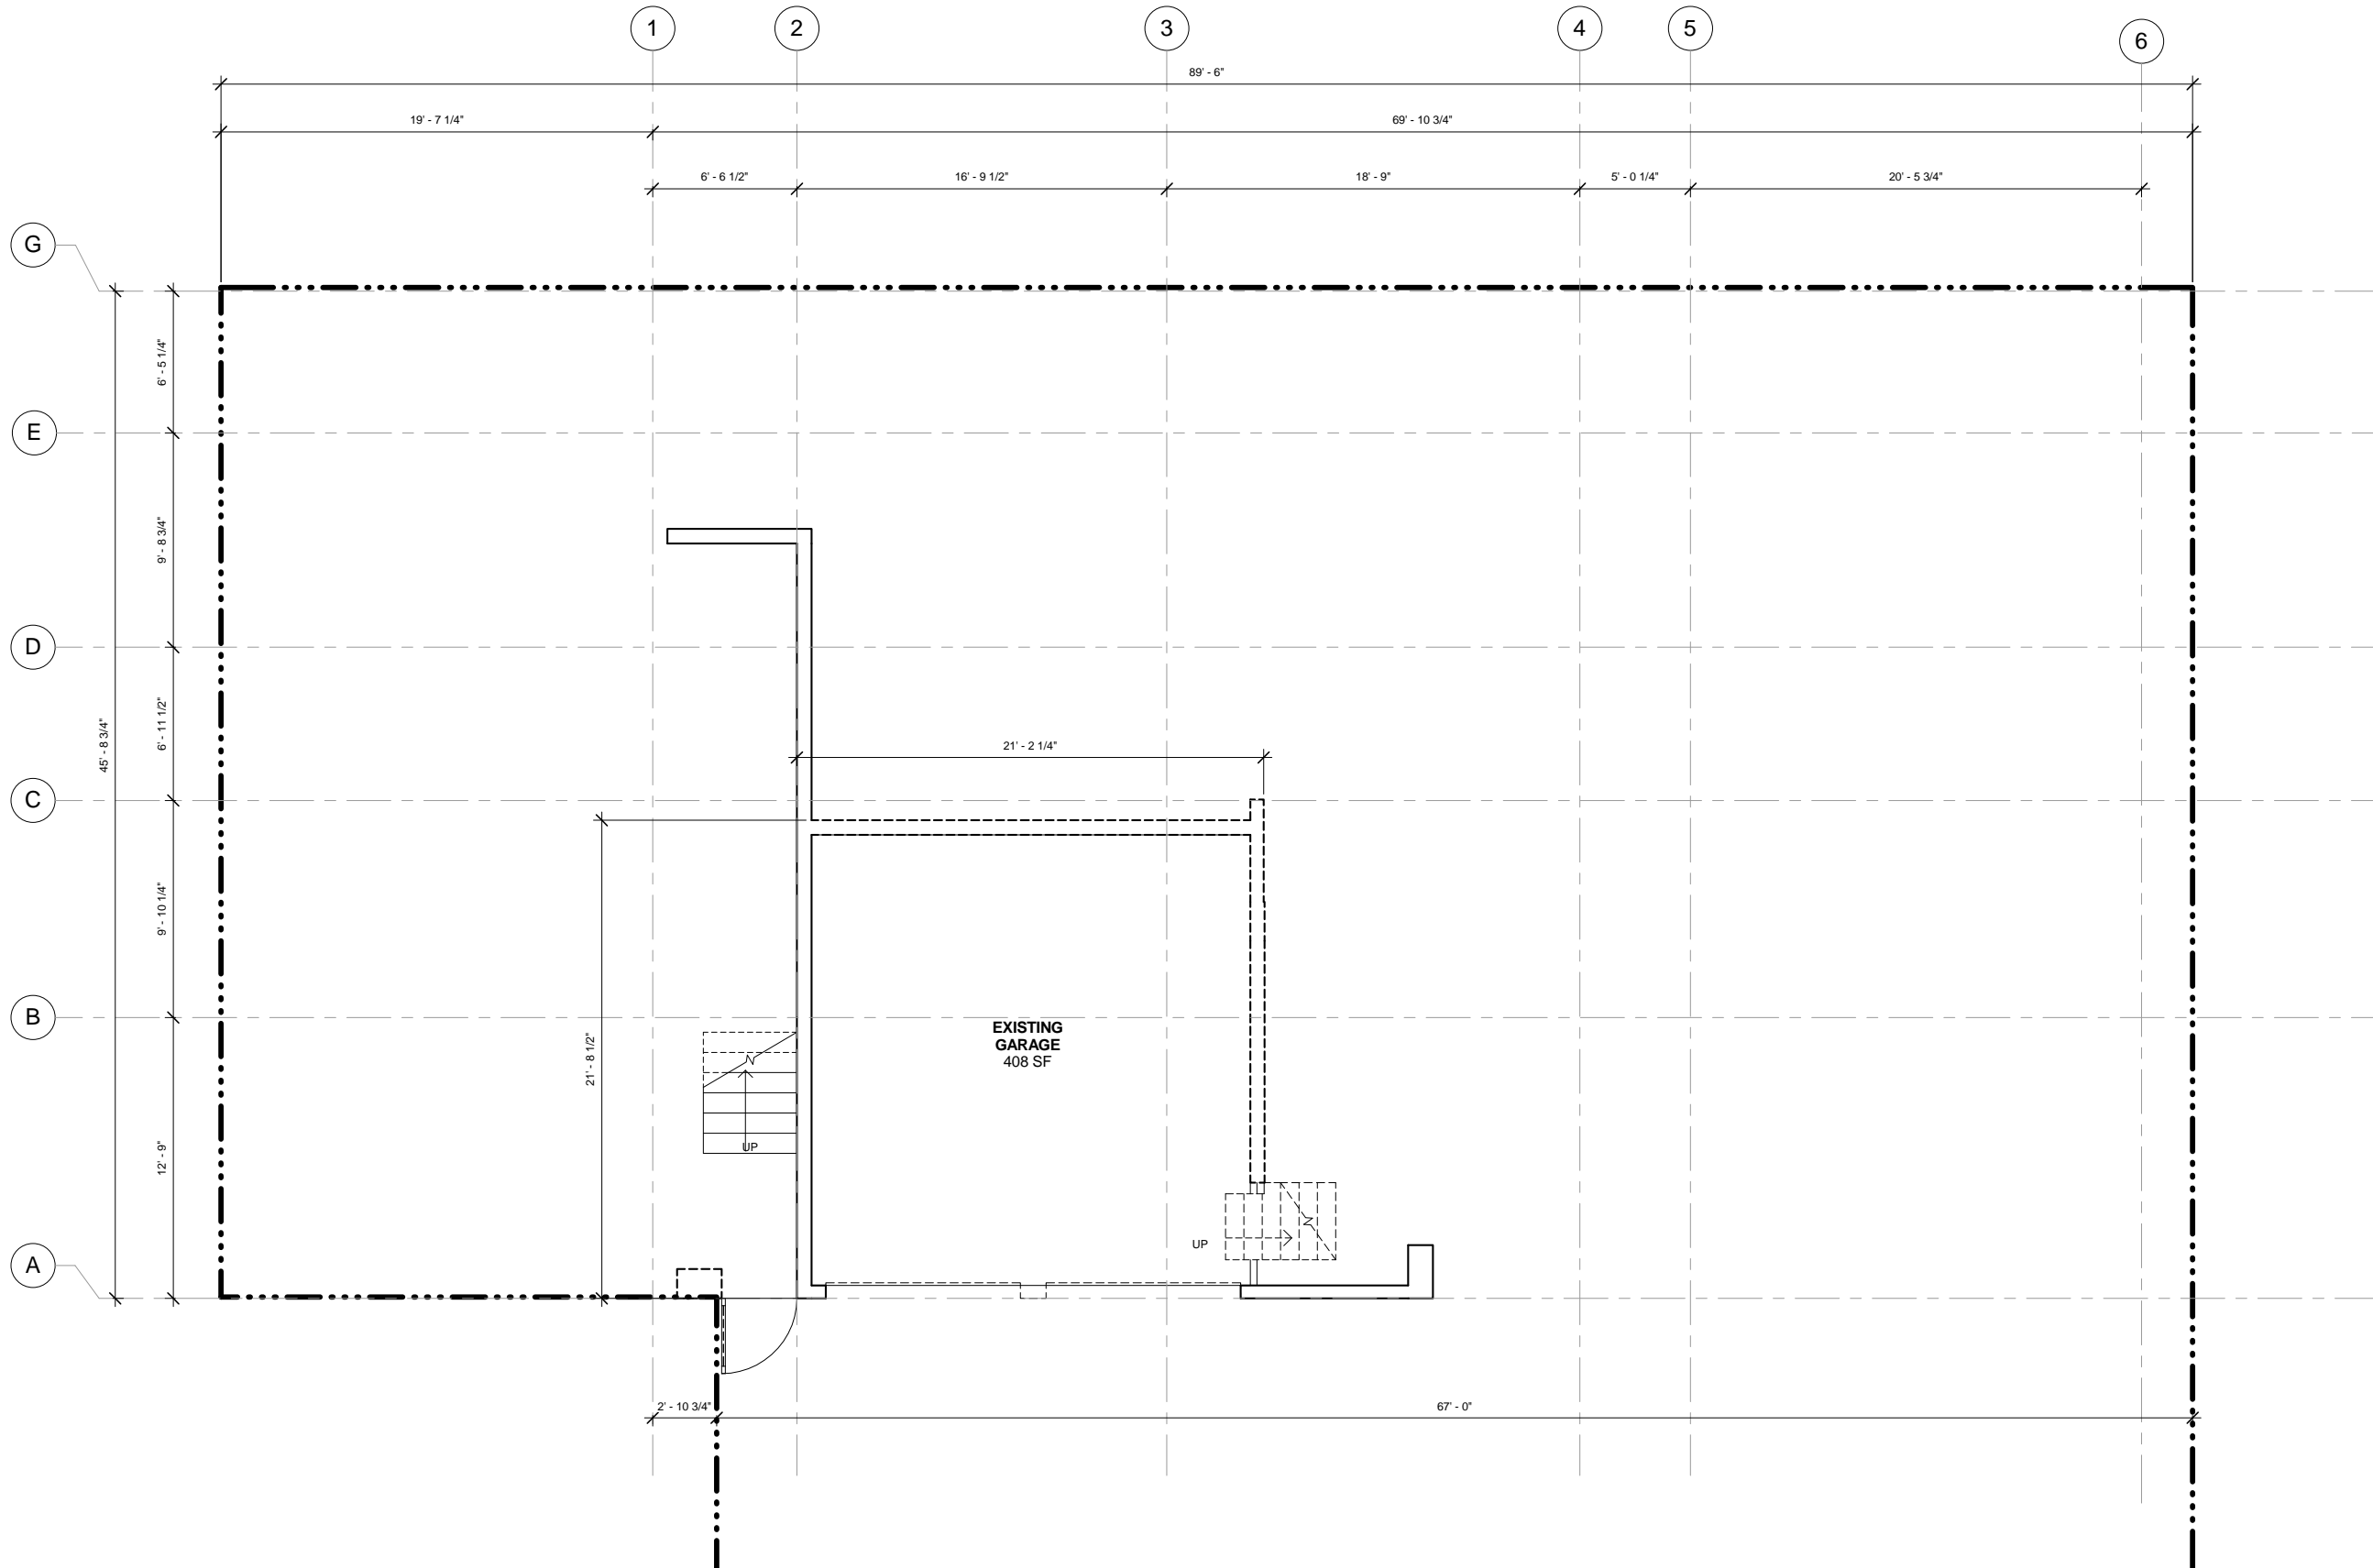 1
2
3
4
5
6
89' - 6"
19' - 7 1/4"
69' - 10 3/4"
6' - 6 1/2"
16' - 9 1/2"
18' - 9"
5' - 0 1/4"
20' - 5 3/4"
G
E
D
C
B
A
45' - 8 3/4"
6' - 5 1/4"
9' - 8 3/4"
6' - 11 1/2"
9' - 10 1/4"
12' - 9"
21' - 2 1/4"
21' - 8 1/2"
EXISTING
GARAGE
408 SF
UP
UP
2' - 10 3/4"
67' - 0"